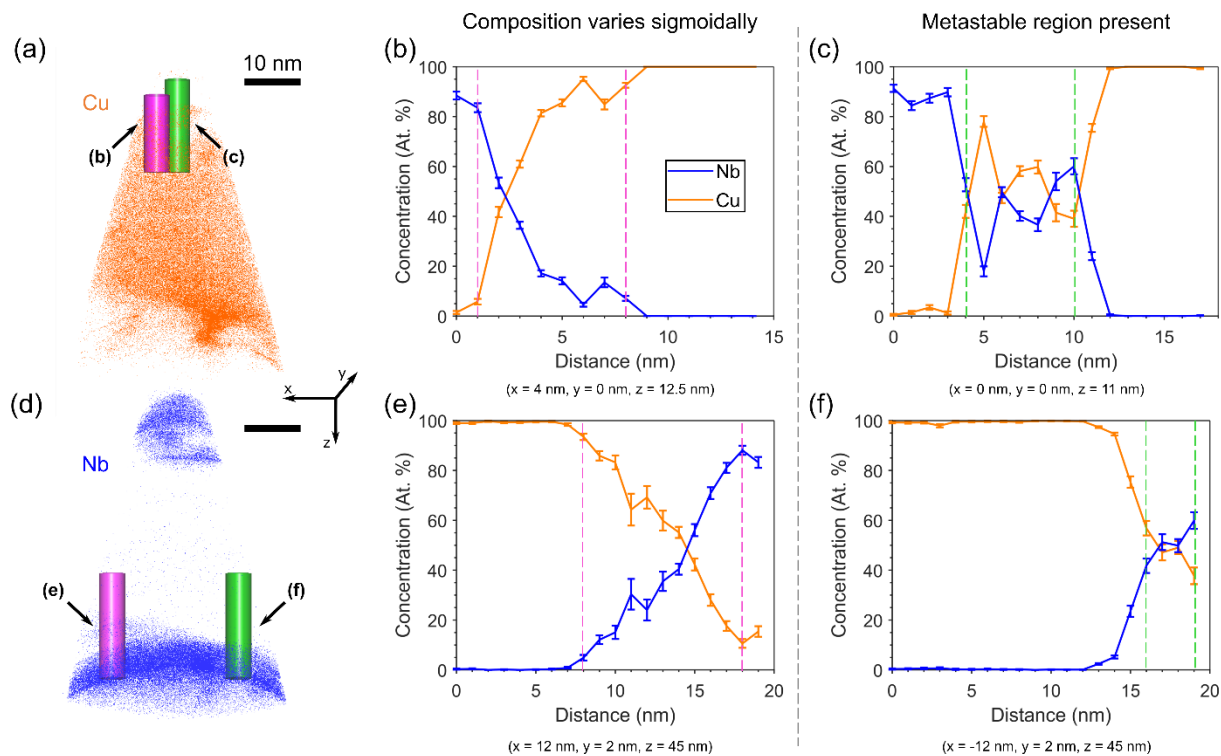 Composition varies sigmoidally
Metastable region present
(a)
10 nm
Cu
(b)
(c)
(b)
100
80
60
40
20
0
0
5
10
15
Concentration (At. %)
Distance (nm)
Nb
Cu
(x = 4 nm, y = 0 nm, z = 12.5 nm)
(c)
100
80
60
40
20
0
0
5
10
15
Concentration (At. %)
Distance (nm)
(x = 0 nm, y = 0 nm, z = 11 nm)
(d)
Nb
x
y
z
(e)
(f)
(e)
100
80
60
40
20
0
0
5
10
15
20
Concentration (At. %)
Distance (nm)
(x = 12 nm, y = 2 nm, z = 45 nm)
(f)
100
80
60
40
20
0
0
5
10
15
20
Concentration (At. %)
Distance (nm)
(x = -12 nm, y = 2 nm, z = 45 nm)